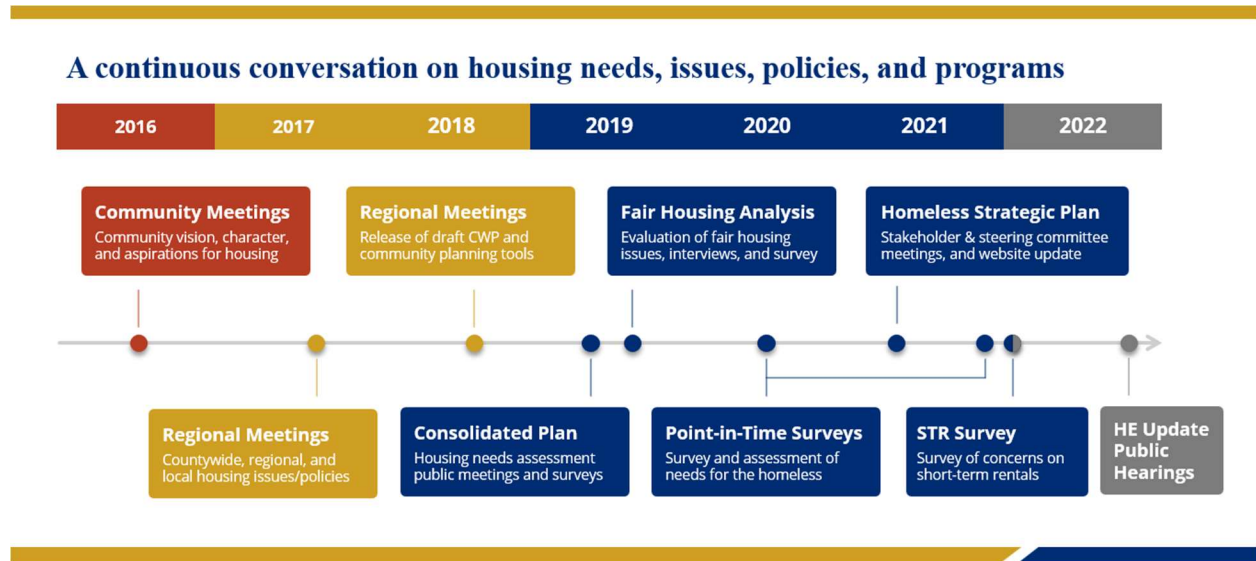 A continuous conversation on housing needs, issues, policies, and programs
2016 2017 2018 2019 2020 2021 2022
Community Meetings
Community vision, character,
and aspirations for housing
Regional Meetings
Release of draft CWP and
community planning tools
Fair Housing Analysis
Evaluation of fair housing
issues, interviews, and survey
Homeless Strategic Plan
Stakeholder & steering committee
meetings, and website update
Regional Meetings
Countywide, regional, and
local housing issues/policies
Consolidated Plan
Housing needs assessment
public meetings and surveys
Point-in-Time Surveys
Survey and assessment of
needs for the homeless
STR Survey
Survey of concerns on
short-term rentals
HE Update
Public
Hearings